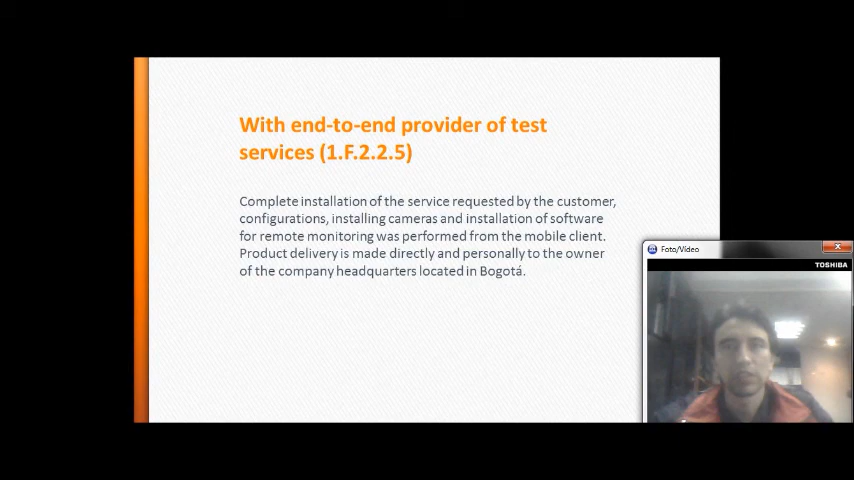 With end-to-end provider of test
services (1.F.2.2.5)
Complete installation of the service requested by the customer,
configurations, installing cameras and installation of software
for remote monitoring was performed from the mobile client.
Product delivery is made directly and personally to the owner
of the company headquarters located in Bogotá.
Foto/Vídeo
TOSHIBA